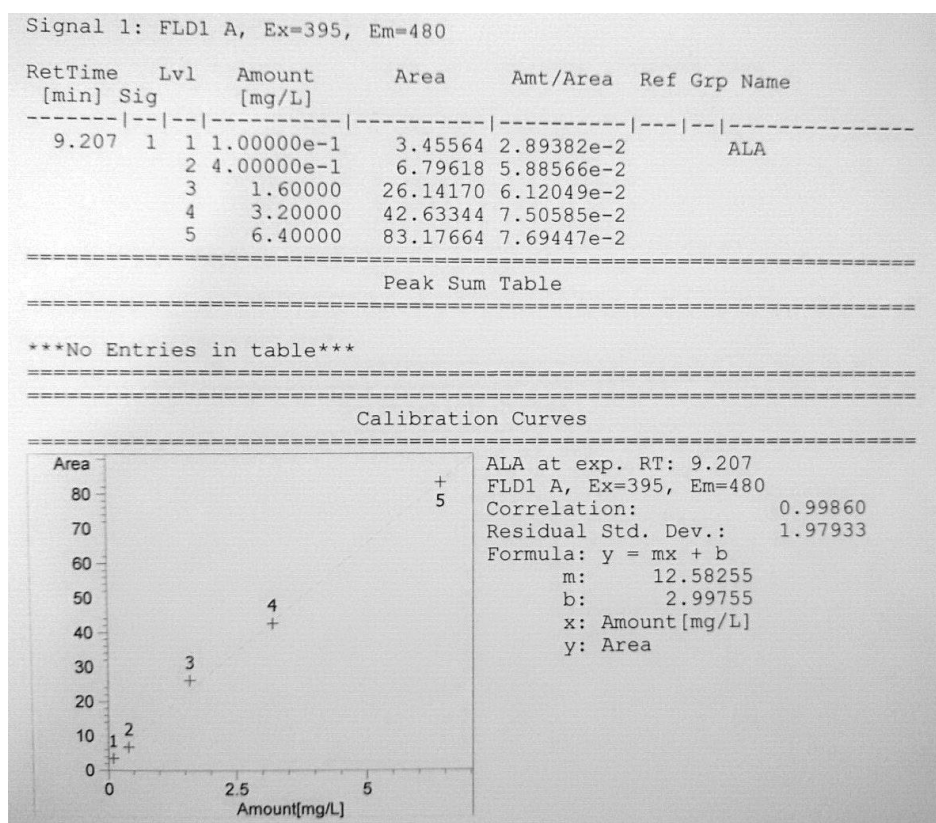 Signal 1: FLD1 A, Ex=395, Em=480
RetTime Lvl Amount Area Amt/Area Ref Grp Name
[min] Sig [mg/L]
-------|--|--|-----------|-----------|----------|---|--|---------------
9.207 1 1 1.00000e-1 3.45564 2.89382e-2 ALA
2 4.00000e-1 6.79618 5.88566e-2
3 1.60000 26.14170 6.12049e-2
4 3.20000 42.63344 7.50585e-2
5 6.40000 83.17664 7.69447e-2
Peak Sum Table
***No Entries in table***
Calibration Curves
Area
80
70
60
50
40
30
20
10
0
1
2
3
4
5
0 2.5 5
Amount[mg/L]
ALA at exp. RT: 9.207
FLD1 A, Ex=395, Em=480
Correlation: 0.99860
Residual Std. Dev.: 1.97933
Formula: y = mx + b
m: 12.58255
b: 2.99755
x: Amount[mg/L]
y: Area